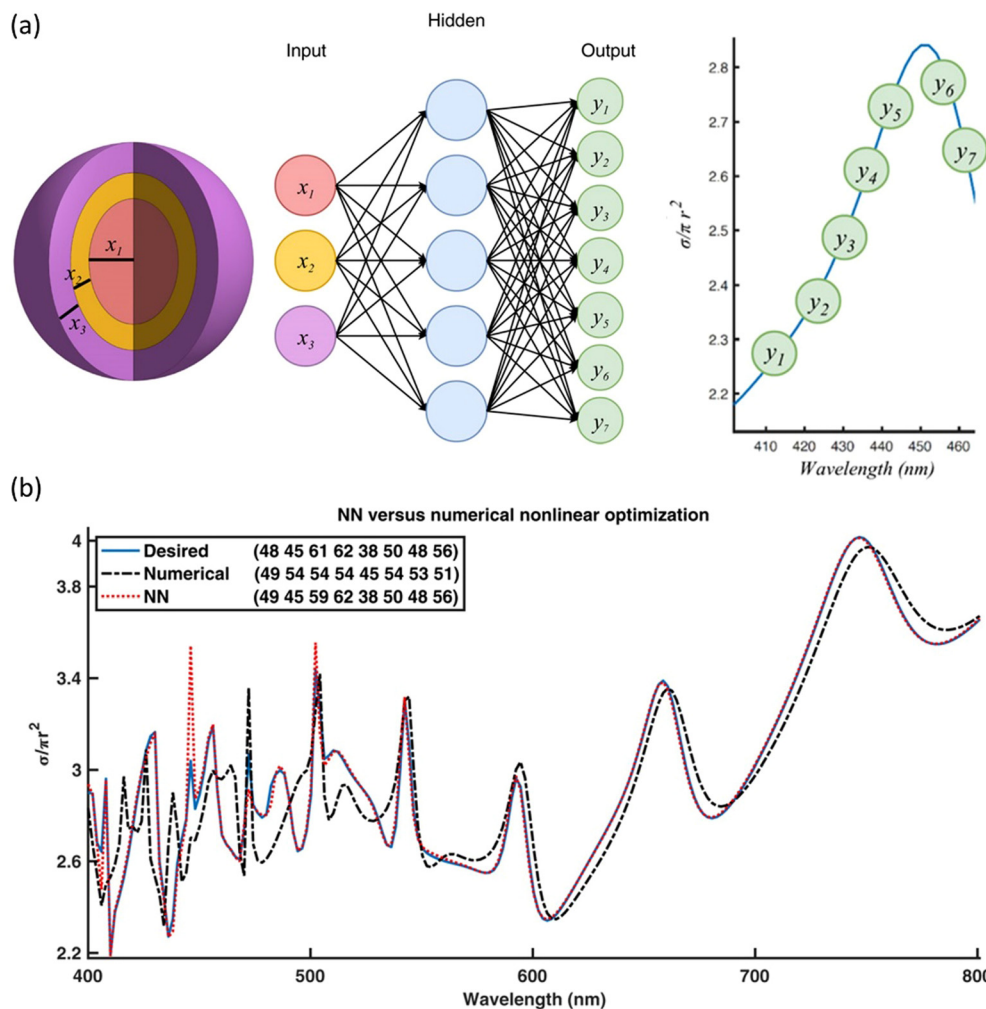 (a)
Input
Hidden
Output
x₁
x₂
x₃
x₁
x₂
x₃
y₁
y₂
y₃
y₄
y₅
y₆
y₇
σ/π r²
2.8
2.7
2.6
2.5
2.4
2.3
2.2
y₁
y₂
y₃
y₄
y₅
y₆
y₇
410 420 430 440 450 460
Wavelength (nm)
(b)
NN versus numerical nonlinear optimization
Desired (48 45 61 62 38 50 48 56)
Numerical (49 54 54 54 45 54 53 51)
NN (49 45 59 62 38 50 48 56)
σ/πr²
4
3.8
3.4
3
2.6
2.2
400 500 600 700 800
Wavelength (nm)